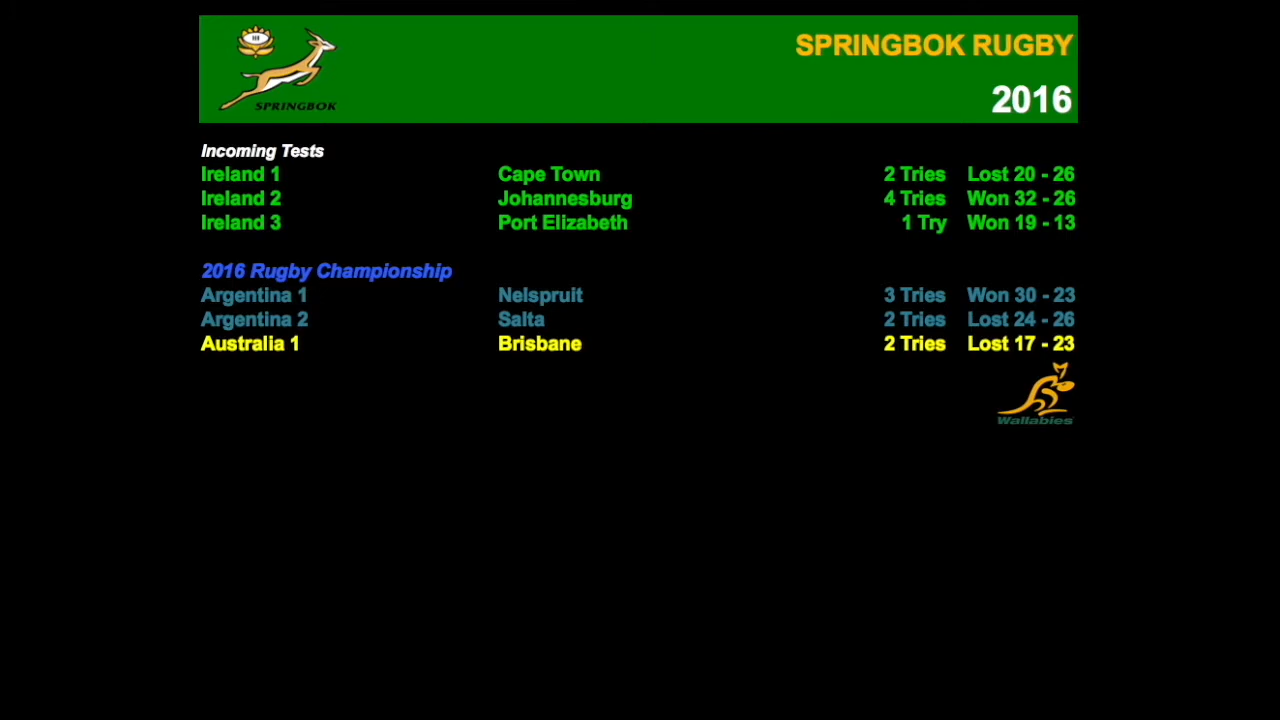 SPRINGBOK RUGBY
SPRINGBOK
2016
Incoming Tests
Ireland 1 Cape Town 2 Tries Lost 20 - 26
Ireland 2 Johannesburg 4 Tries Won 32 - 26
Ireland 3 Port Elizabeth 1 Try Won 19 - 13
2016 Rugby Championship
Argentina 1 Nelspruit 3 Tries Won 30 - 23
Argentina 2 Salta 2 Tries Lost 24 - 26
Australia 1 Brisbane 2 Tries Lost 17 - 23
Wallabies